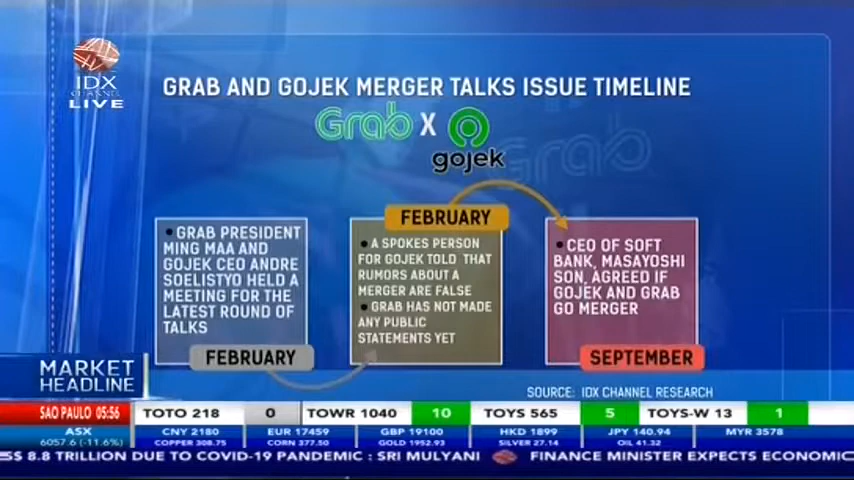 IDX
CHANNEL
LIVE
GRAB AND GOJEK MERGER TALKS ISSUE TIMELINE
Grab X gojek
Grab
• GRAB PRESIDENT
MING MAA AND
GOJEK CEO ANDRE
SOELISTYO HELD A
MEETING FOR THE
LATEST ROUND OF
TALKS
FEBRUARY
FEBRUARY
• A SPOKES PERSON
FOR GOJEK TOLD THAT
RUMORS ABOUT A
MERGER ARE FALSE
• GRAB HAS NOT MADE
ANY PUBLIC
STATEMENTS YET
• CEO OF SOFT
BANK, MASAYOSHI
SON, AGREED IF
GOJEK AND GRAB
GO MERGER
SEPTEMBER
SOURCE: IDX CHANNEL RESEARCH
MARKET
HEADLINE
SAO PAULO 05:56 TOTO 218 0 TOWR 1040 10 TOYS 565 5 TOYS-W 13 1
ASX CNY 2180 EUR 17459 GBP 19100 HKD 1899 JPY 140.94 MYR 3578
6057.6 (-11.6%) COPPER 308.75 CORN 377.50 GOLD 1952.93 SILVER 27.14 OIL 41.32
SS 8.8 TRILLION DUE TO COVID-19 PANDEMIC : SRI MULYANI FINANCE MINISTER EXPECTS ECONOMIC